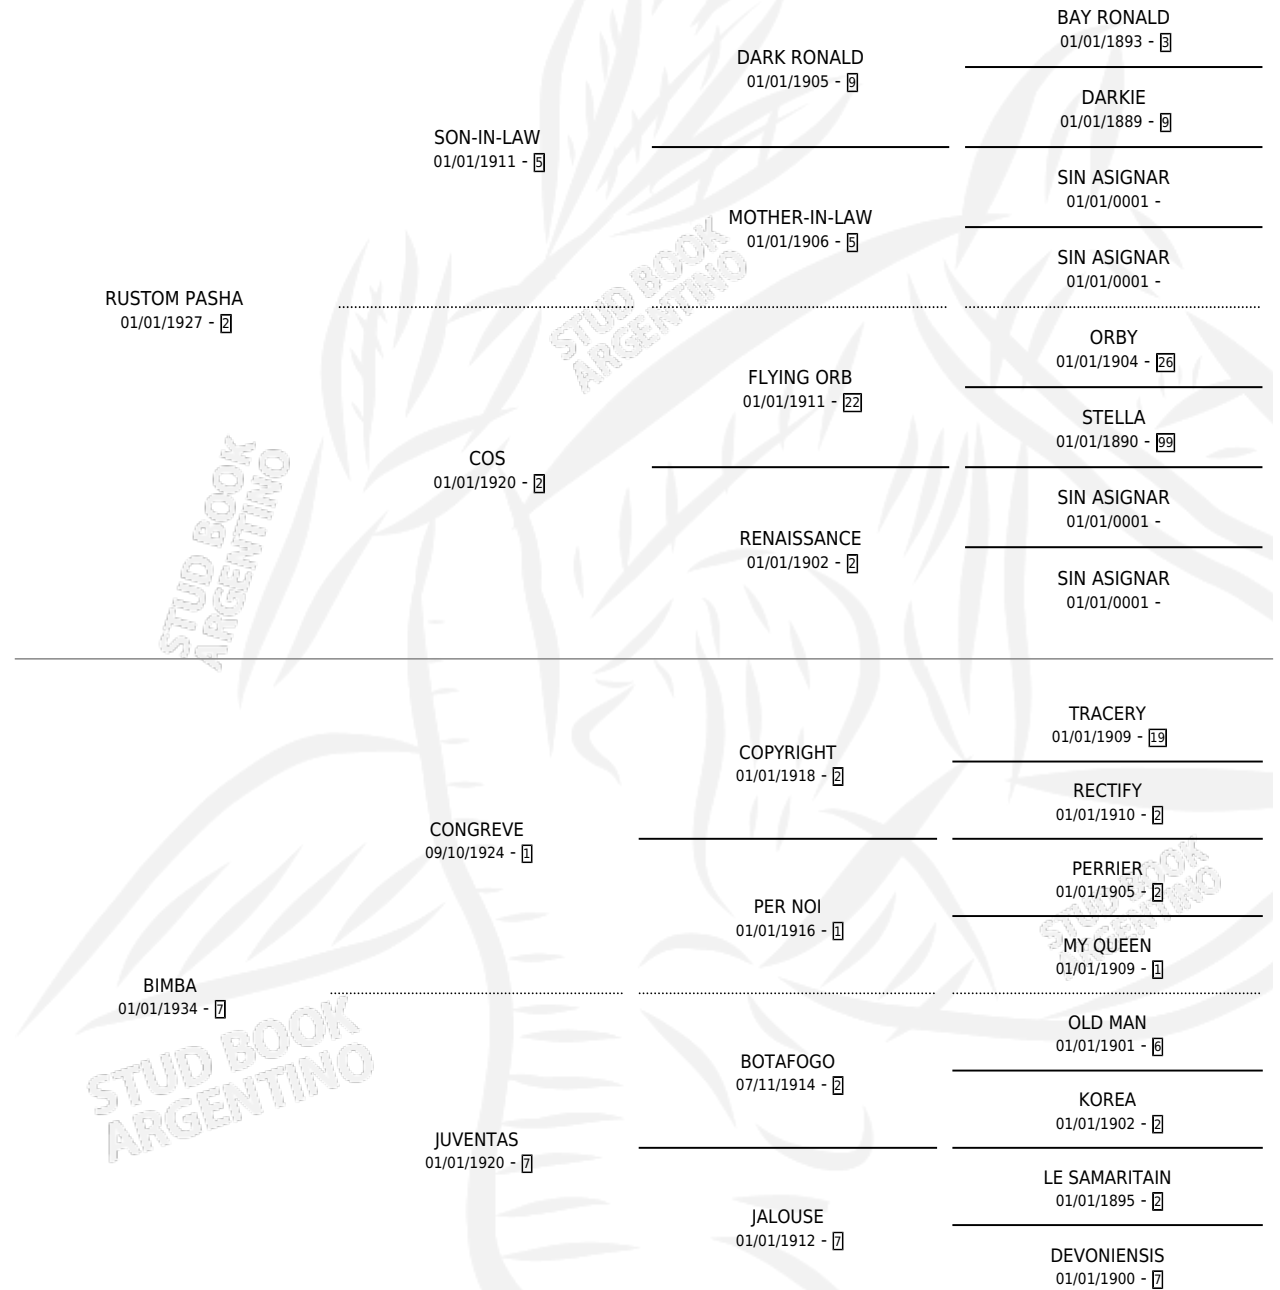 BAY RONALD
01/01/1893 - 3
DARK RONALD
01/01/1905 - 9
DARKIE
01/01/1889 - 9
SON-IN-LAW
01/01/1911 - 5
SIN ASIGNAR
01/01/0001 -
MOTHER-IN-LAW
01/01/1906 - 5
SIN ASIGNAR
01/01/0001 -
RUSTOM PASHA
01/01/1927 - 2
STUD BOOK
ARGENTINO
ORBY
01/01/1904 - 26
FLYING ORB
01/01/1911 - 22
STELLA
01/01/1890 - 99
COS
01/01/1920 - 2
SIN ASIGNAR
01/01/0001 -
RENAISSANCE
01/01/1902 - 2
SIN ASIGNAR
01/01/0001 -
STUD BOOK
ARGENTINO
TRACERY
01/01/1909 - 19
COPYRIGHT
01/01/1918 - 2
RECTIFY
01/01/1910 - 2
CONGREVE
09/10/1924 - 1
PERRIER
01/01/1905 - 2
PER NOI
01/01/1916 - 1
STUD BOOK
ARGENTINO
MY QUEEN
01/01/1909 - 1
BIMBA
01/01/1934 - 7
STUD BOOK
ARGENTINO
OLD MAN
01/01/1901 - 6
BOTAFOGO
07/11/1914 - 2
KOREA
01/01/1902 - 2
JUVENTAS
01/01/1920 - 7
LE SAMARITAIN
01/01/1895 - 2
JALOUSE
01/01/1912 - 7
DEVONIENSIS
01/01/1900 - 7